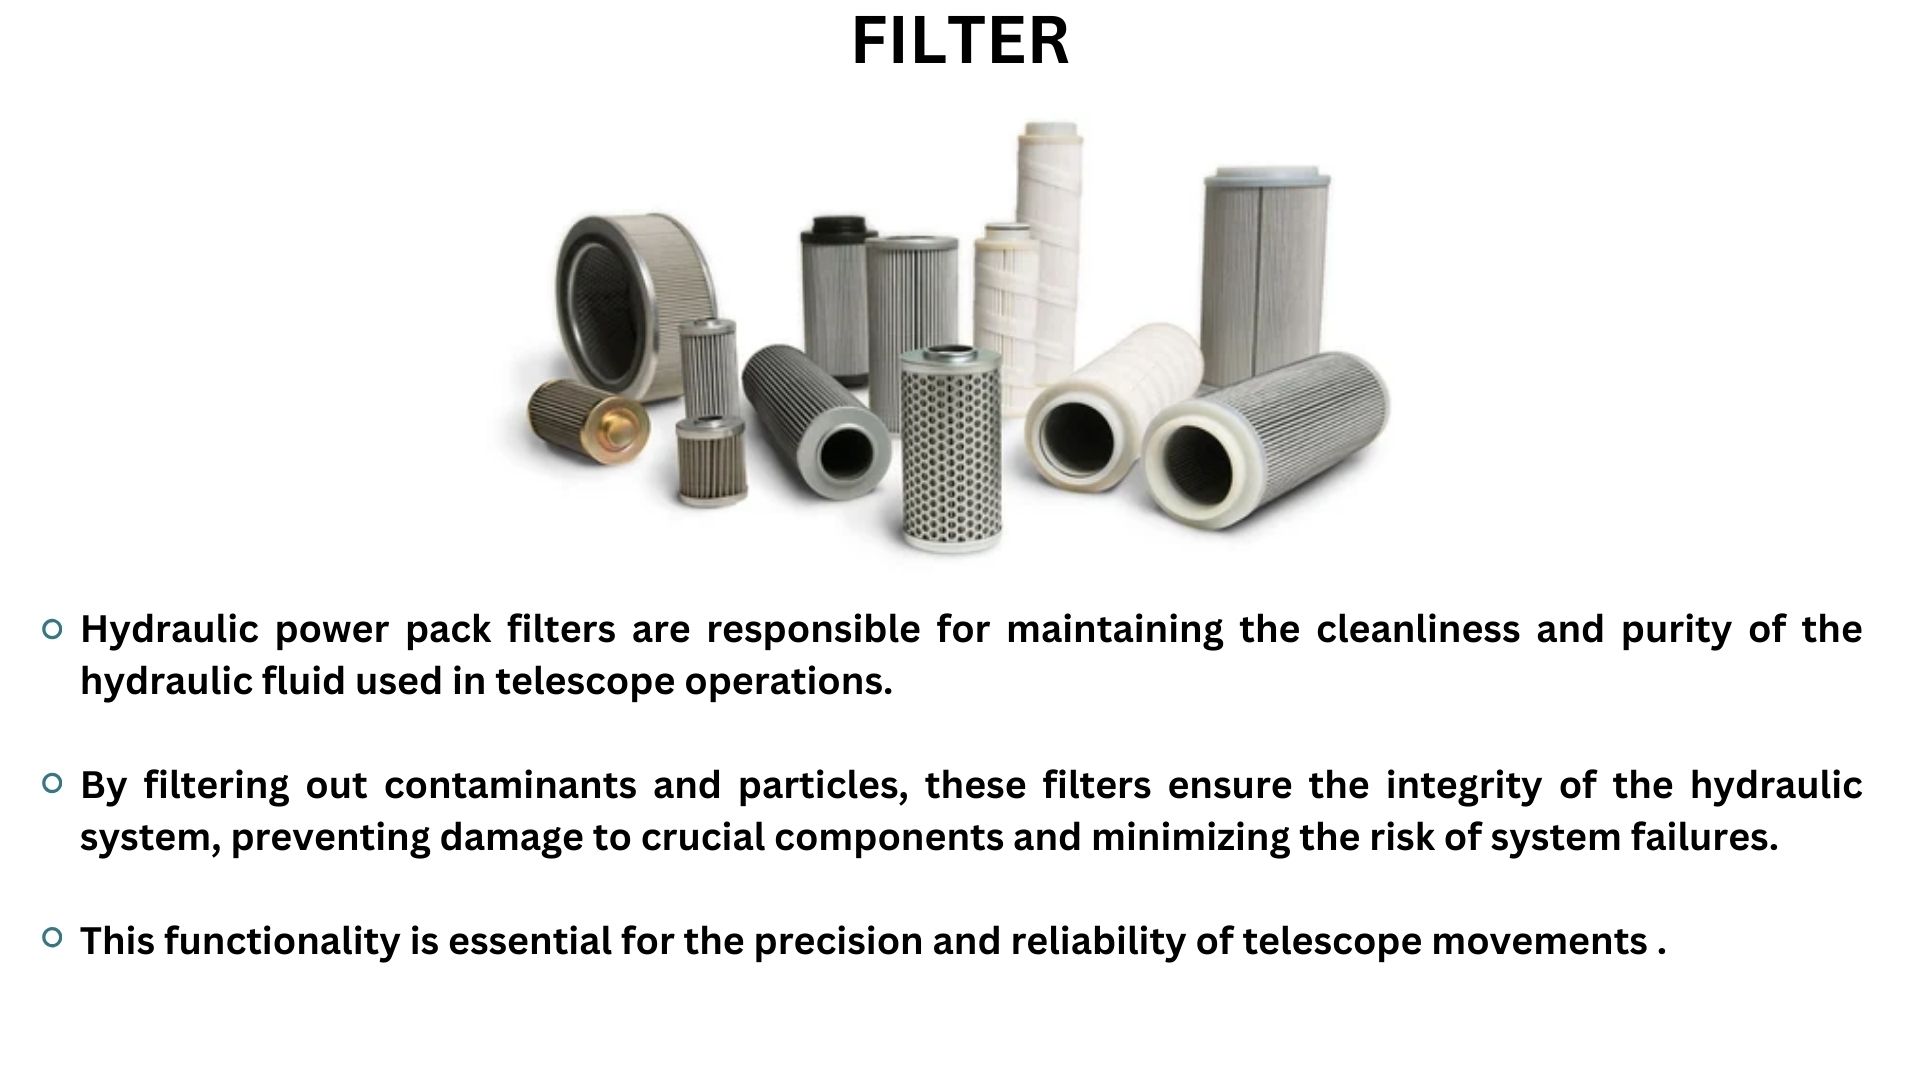 FILTER
Hydraulic power pack filters are responsible for maintaining the cleanliness and purity of the
hydraulic fluid used in telescope operations.
By filtering out contaminants and particles, these filters ensure the integrity of the hydraulic
system, preventing damage to crucial components and minimizing the risk of system failures.
This functionality is essential for the precision and reliability of telescope movements .